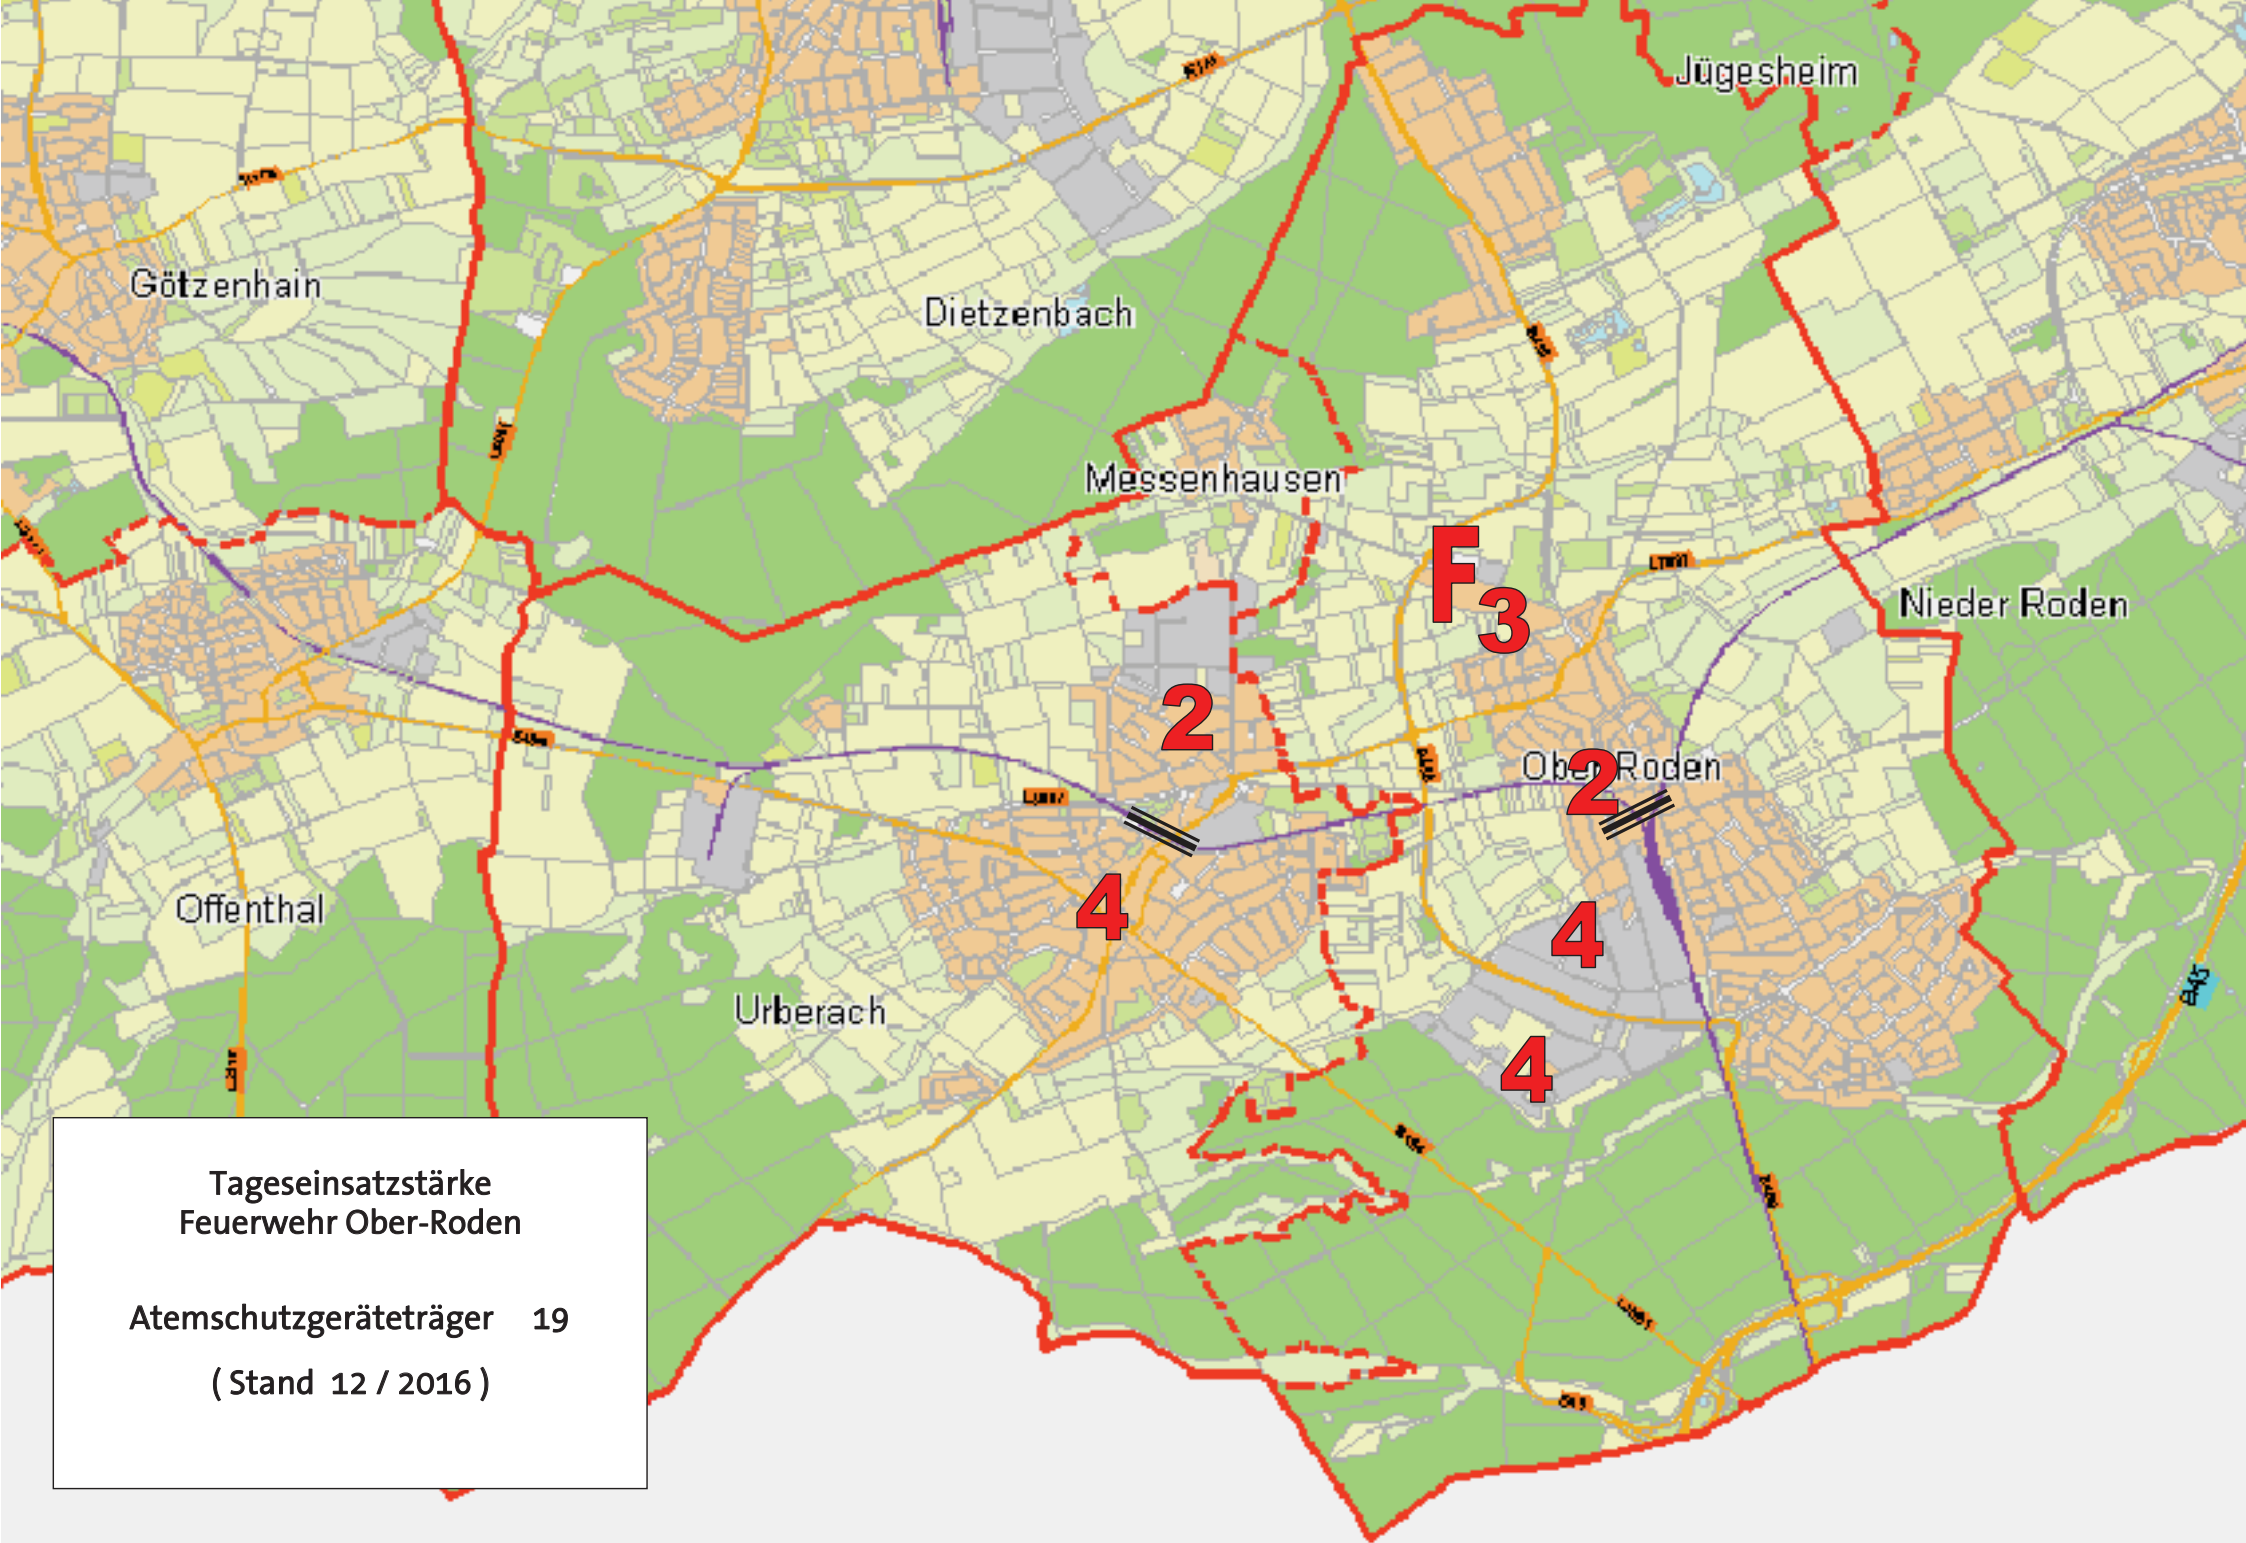 Jügesheim
Götzenhain
Dietzenbach
Messenhausen
F
3
Nieder Roden
2
Ober Roden
2
Offenthal
4
4
Urberach
4
Tageseinsatzstärke
Feuerwehr Ober-Roden
Atemschutzgeräteträger 19
( Stand 12 / 2016 )